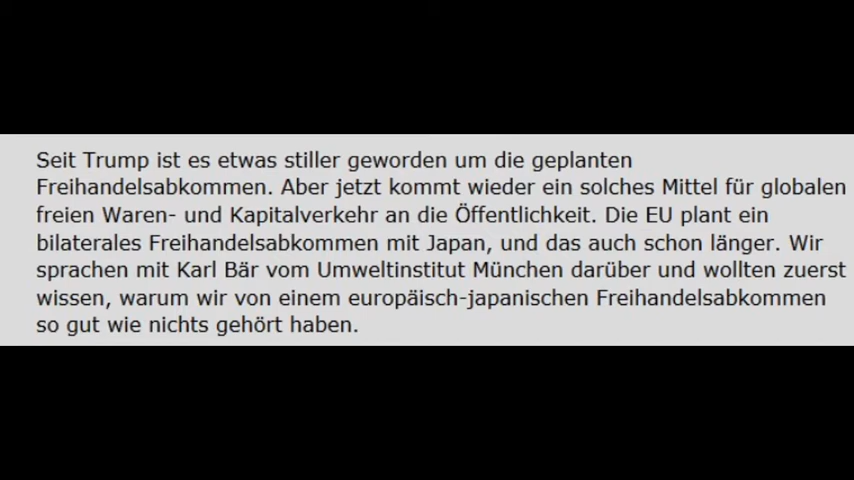 Seit Trump ist es etwas stiller geworden um die geplanten
Freihandelsabkommen. Aber jetzt kommt wieder ein solches Mittel für globalen
freien Waren- und Kapitalverkehr an die Öffentlichkeit. Die EU plant ein
bilaterales Freihandelsabkommen mit Japan, und das auch schon länger. Wir
sprachen mit Karl Bär vom Umweltinstitut München darüber und wollten zuerst
wissen, warum wir von einem europäisch-japanischen Freihandelsabkommen
so gut wie nichts gehört haben.